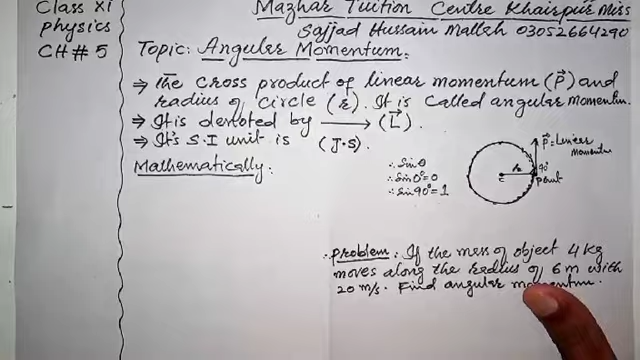 Class XI
Physics
CH # 5
Mazhar Tuition Centre Khairpur Miss
Sajjad Hussain Mallah 03052664290
Topic: Angular Momentum.
⇒ The cross product of linear momentum (P⃗) and
radius of circle (r). It is called angular momentum.
⇒ It is denoted by ⟶ (L⃗).
⇒ It's S.I unit is (J·S).
Mathematically:
∴ Sin θ
∴ Sin 0° = 0
∴ Sin 90° = 1
P⃗ = Linear
Momentum
r
90°
c
Point
∴ Problem: If the mass of object 4 kg
moves along the radius of 6 m with
20 m/s. Find angular momentum.